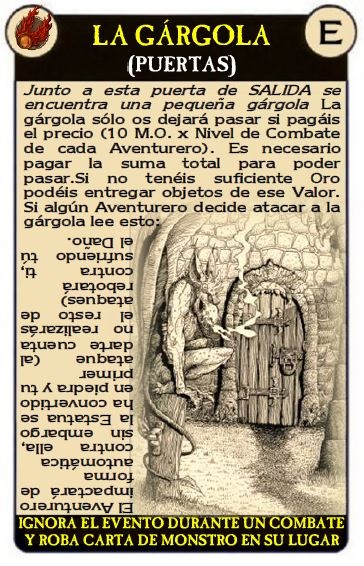 LA GÁRGOLA
E
(PUERTAS)
Junto a esta puerta de SALIDA se
encuentra una pequeña gárgola La
gárgola sólo os dejará pasar si pagáis
el precio (10 M.O. x Nivel de Combate
de cada Aventurero). Es necesario
pagar la suma total para poder
pasar.Si no tenéis suficiente Oro
podéis entregar objetos de ese Valor.
Si algún Aventurero decide atacar a la
gárgola lee esto:
El Aventurero
impactará de
forma
automática
contra ella,
sin embargo
la Estatua se
ha convertido
en piedra y tu
primer
ataque (al
darte cuenta
no realizarás
el resto de
ataques)
rebotará
contra ti,
sufriendo tú
el Daño.
IGNORA EL EVENTO DURANTE UN COMBATE
Y ROBA CARTA DE MONSTRO EN SU LUGAR